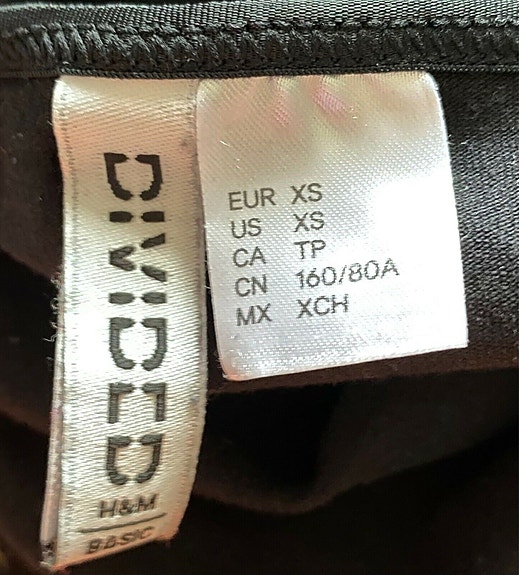 DIVIDED
H&M
BASIC
EUR XS
US XS
CA TP
CN 160/80A
MX XCH